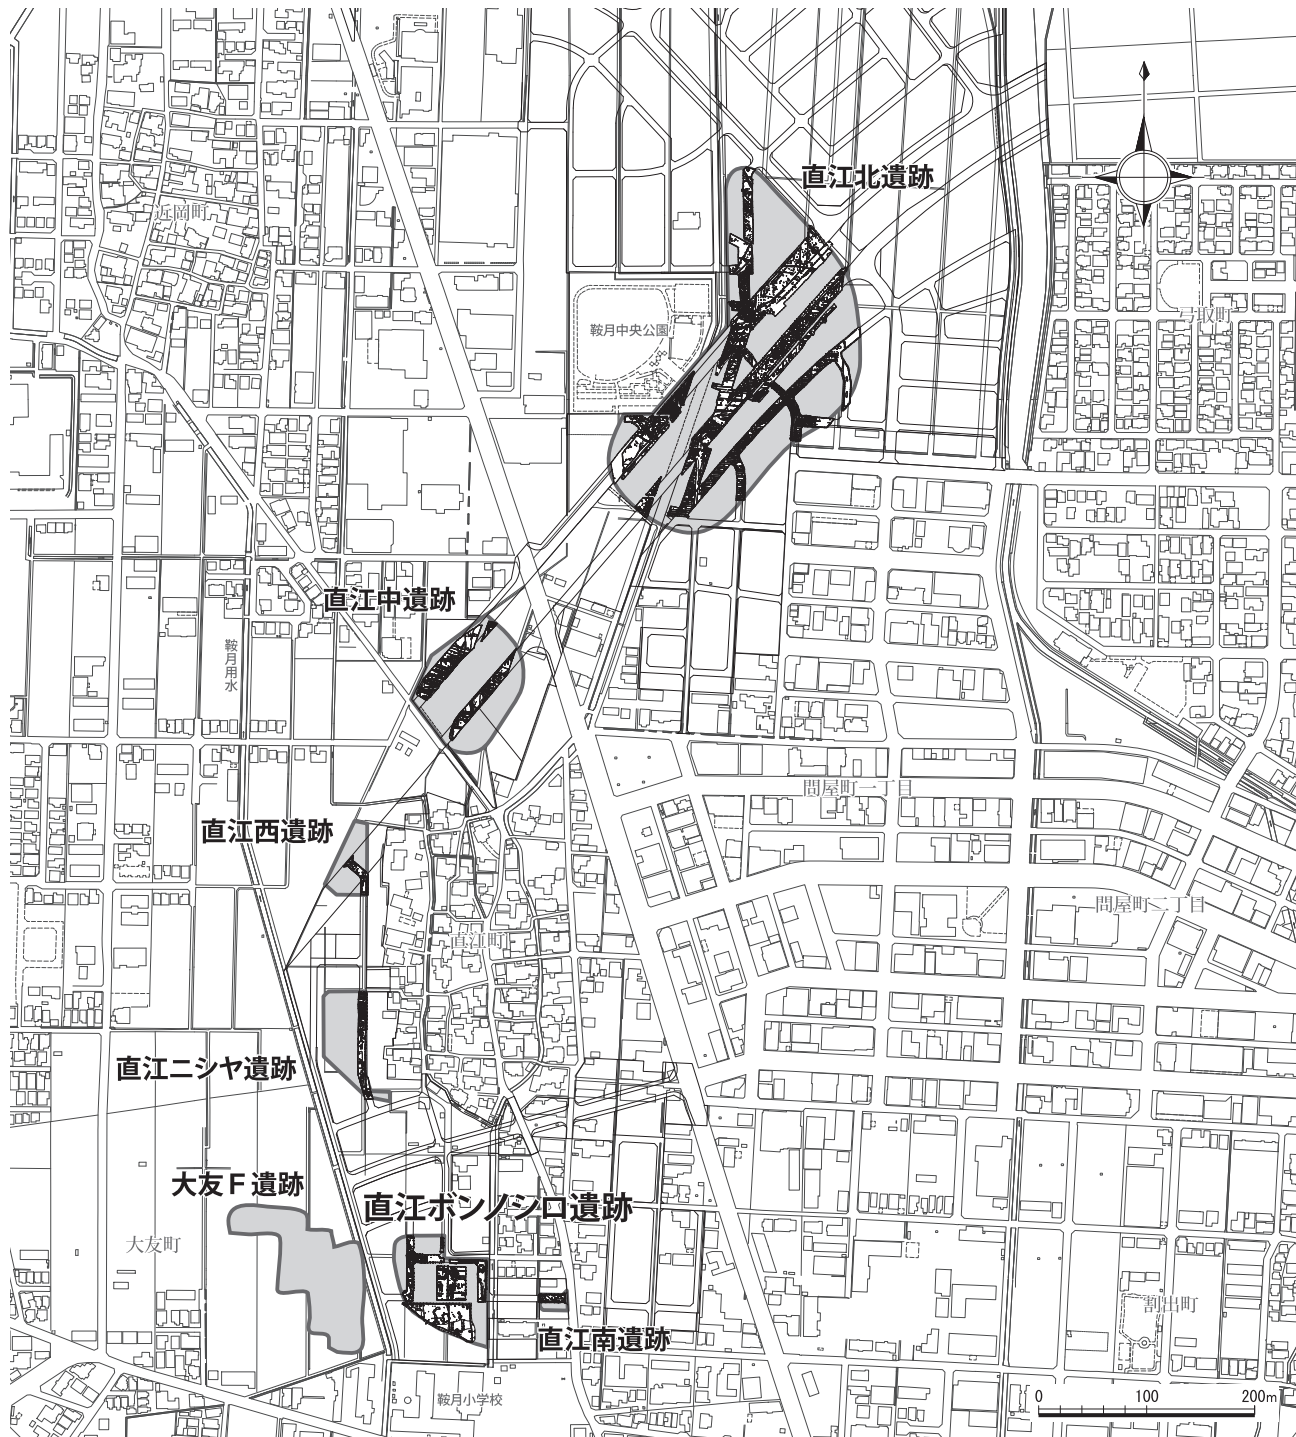 直江北遺跡
近岡町
弓取町
鞍月中央公園
直江中遺跡
鞍月用水
問屋町一丁目
直江西遺跡
問屋町二丁目
直江町
直江ニシヤ遺跡
大友F遺跡
直江ボンノシロ遺跡
大友町
割出町
直江南遺跡
鞍月小学校
0 100 200m